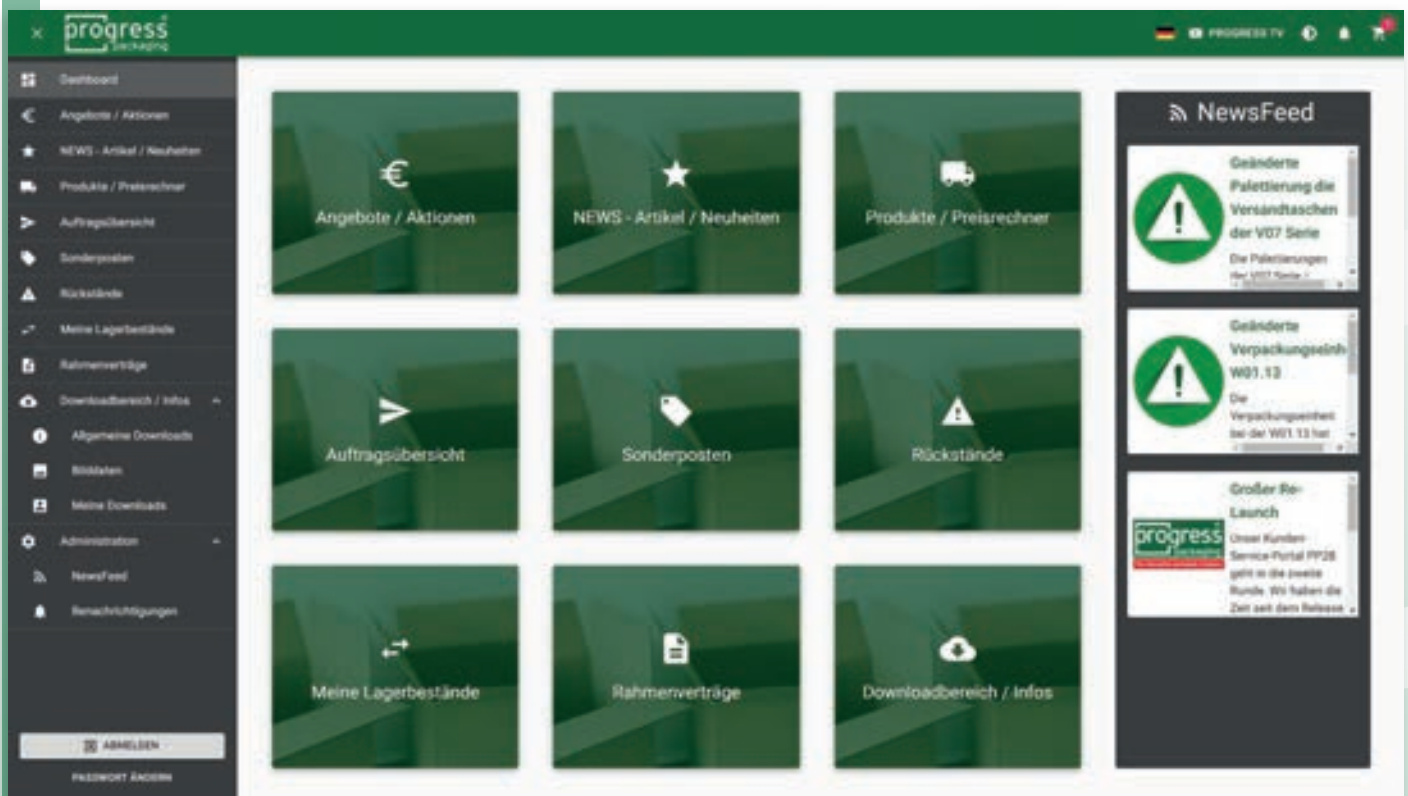 progress
packaging
PROGRESS TV
Dashboard
Angebote / Aktionen
NEWS - Artikel / Neuheiten
Produkte / Preisrechner
Auftragsübersicht
Sonderposten
Rückstände
Meine Lagerbestände
Rahmenverträge
Downloadbereich / Infos
Allgemeine Downloads
Bilddaten
Meine Downloads
Administration
NewsFeed
Benachrichtigungen
ABMELDEN
PASSWORT ÄNDERN
Angebote / Aktionen
NEWS - Artikel / Neuheiten
Produkte / Preisrechner
Auftragsübersicht
Sonderposten
Rückstände
Meine Lagerbestände
Rahmenverträge
Downloadbereich / Infos
NewsFeed
Geänderte
Palettierung die
Versandtaschen
der V07 Serie
Die Palettierungen
der V07 Serie /
Geänderte
Verpackungseinh
W01.13
Die
Verpackungseinheit
bei der W01.13 hat
Großer Re-
Launch
progress
packaging
Unser Kunden-
Service-Portal PP28
geht in die zweite
Runde. Wir haben die
Zeit seit dem Release